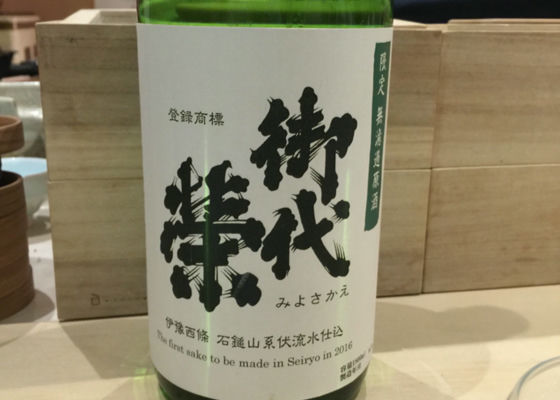 限定 無濾過原酒
登録商標
御代
榮
みよさかえ
伊豫西條 石鎚山系伏流水仕込
The first sake to be made in Seiryo in 2016